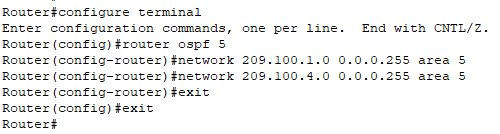 Router#configure terminal
Enter configuration commands, one per line.  End with CNTL/Z.
Router(config)#router ospf 5
Router(config-router)#network 209.100.1.0 0.0.0.255 area 5
Router(config-router)#network 209.100.4.0 0.0.0.255 area 5
Router(config-router)#exit
Router(config)#exit
Router#